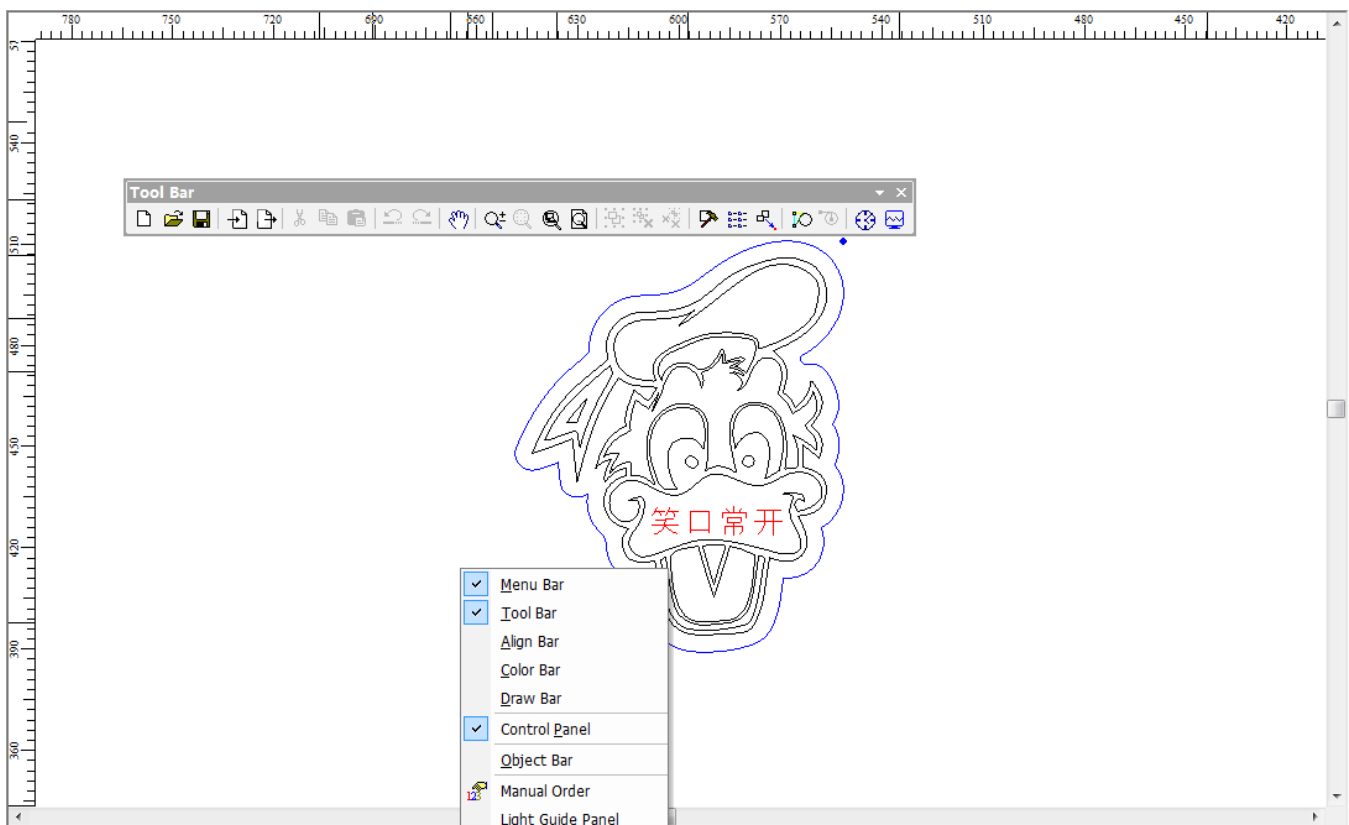 780 750 720 690 660 630 600 570 540 510 480 450 420
57
540
Tool Bar
510
480
450
笑口常开
420
Menu Bar
Tool Bar
Align Bar
390
Color Bar
Draw Bar
Control Panel
360
Object Bar
123 Manual Order
Light Guide Panel